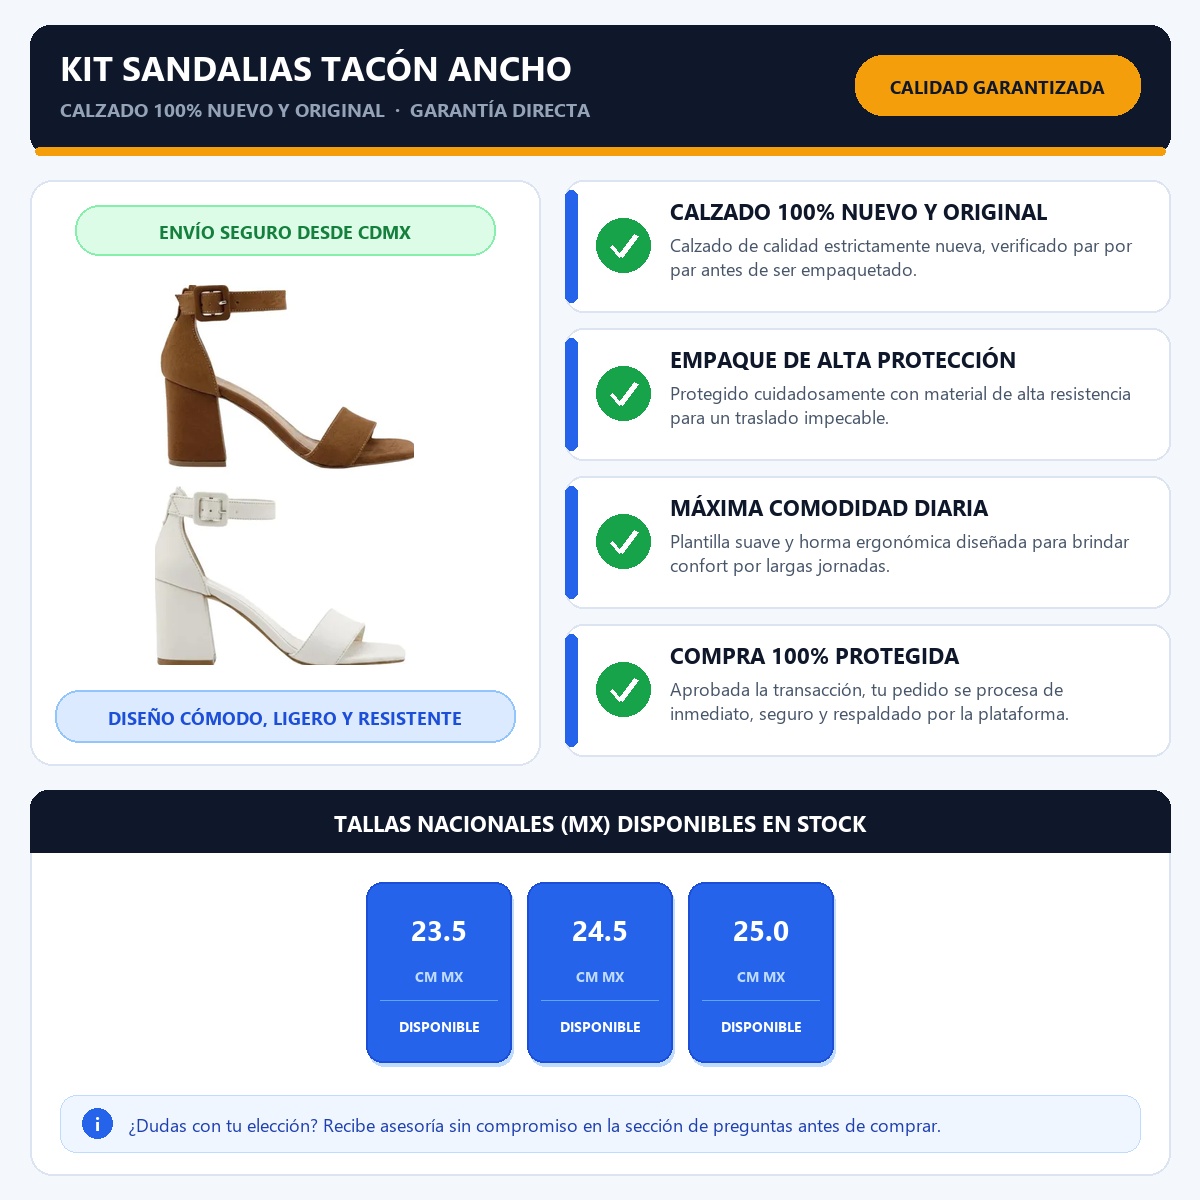 KIT SANDALIAS TACÓN ANCHO
CALZADO 100% NUEVO Y ORIGINAL · GARANTÍA DIRECTA
CALIDAD GARANTIZADA
ENVÍO SEGURO DESDE CDMX
DISEÑO CÓMODO, LIGERO Y RESISTENTE
CALZADO 100% NUEVO Y ORIGINAL
Calzado de calidad estrictamente nueva, verificado par por
par antes de ser empaquetado.
EMPAQUE DE ALTA PROTECCIÓN
Protegido cuidadosamente con material de alta resistencia
para un traslado impecable.
MÁXIMA COMODIDAD DIARIA
Plantilla suave y horma ergonómica diseñada para brindar
confort por largas jornadas.
COMPRA 100% PROTEGIDA
Aprobada la transacción, tu pedido se procesa de
inmediato, seguro y respaldado por la plataforma.
TALLAS NACIONALES (MX) DISPONIBLES EN STOCK
23.5
CM MX
DISPONIBLE
24.5
CM MX
DISPONIBLE
25.0
CM MX
DISPONIBLE
¿Dudas con tu elección? Recibe asesoría sin compromiso en la sección de preguntas antes de comprar.